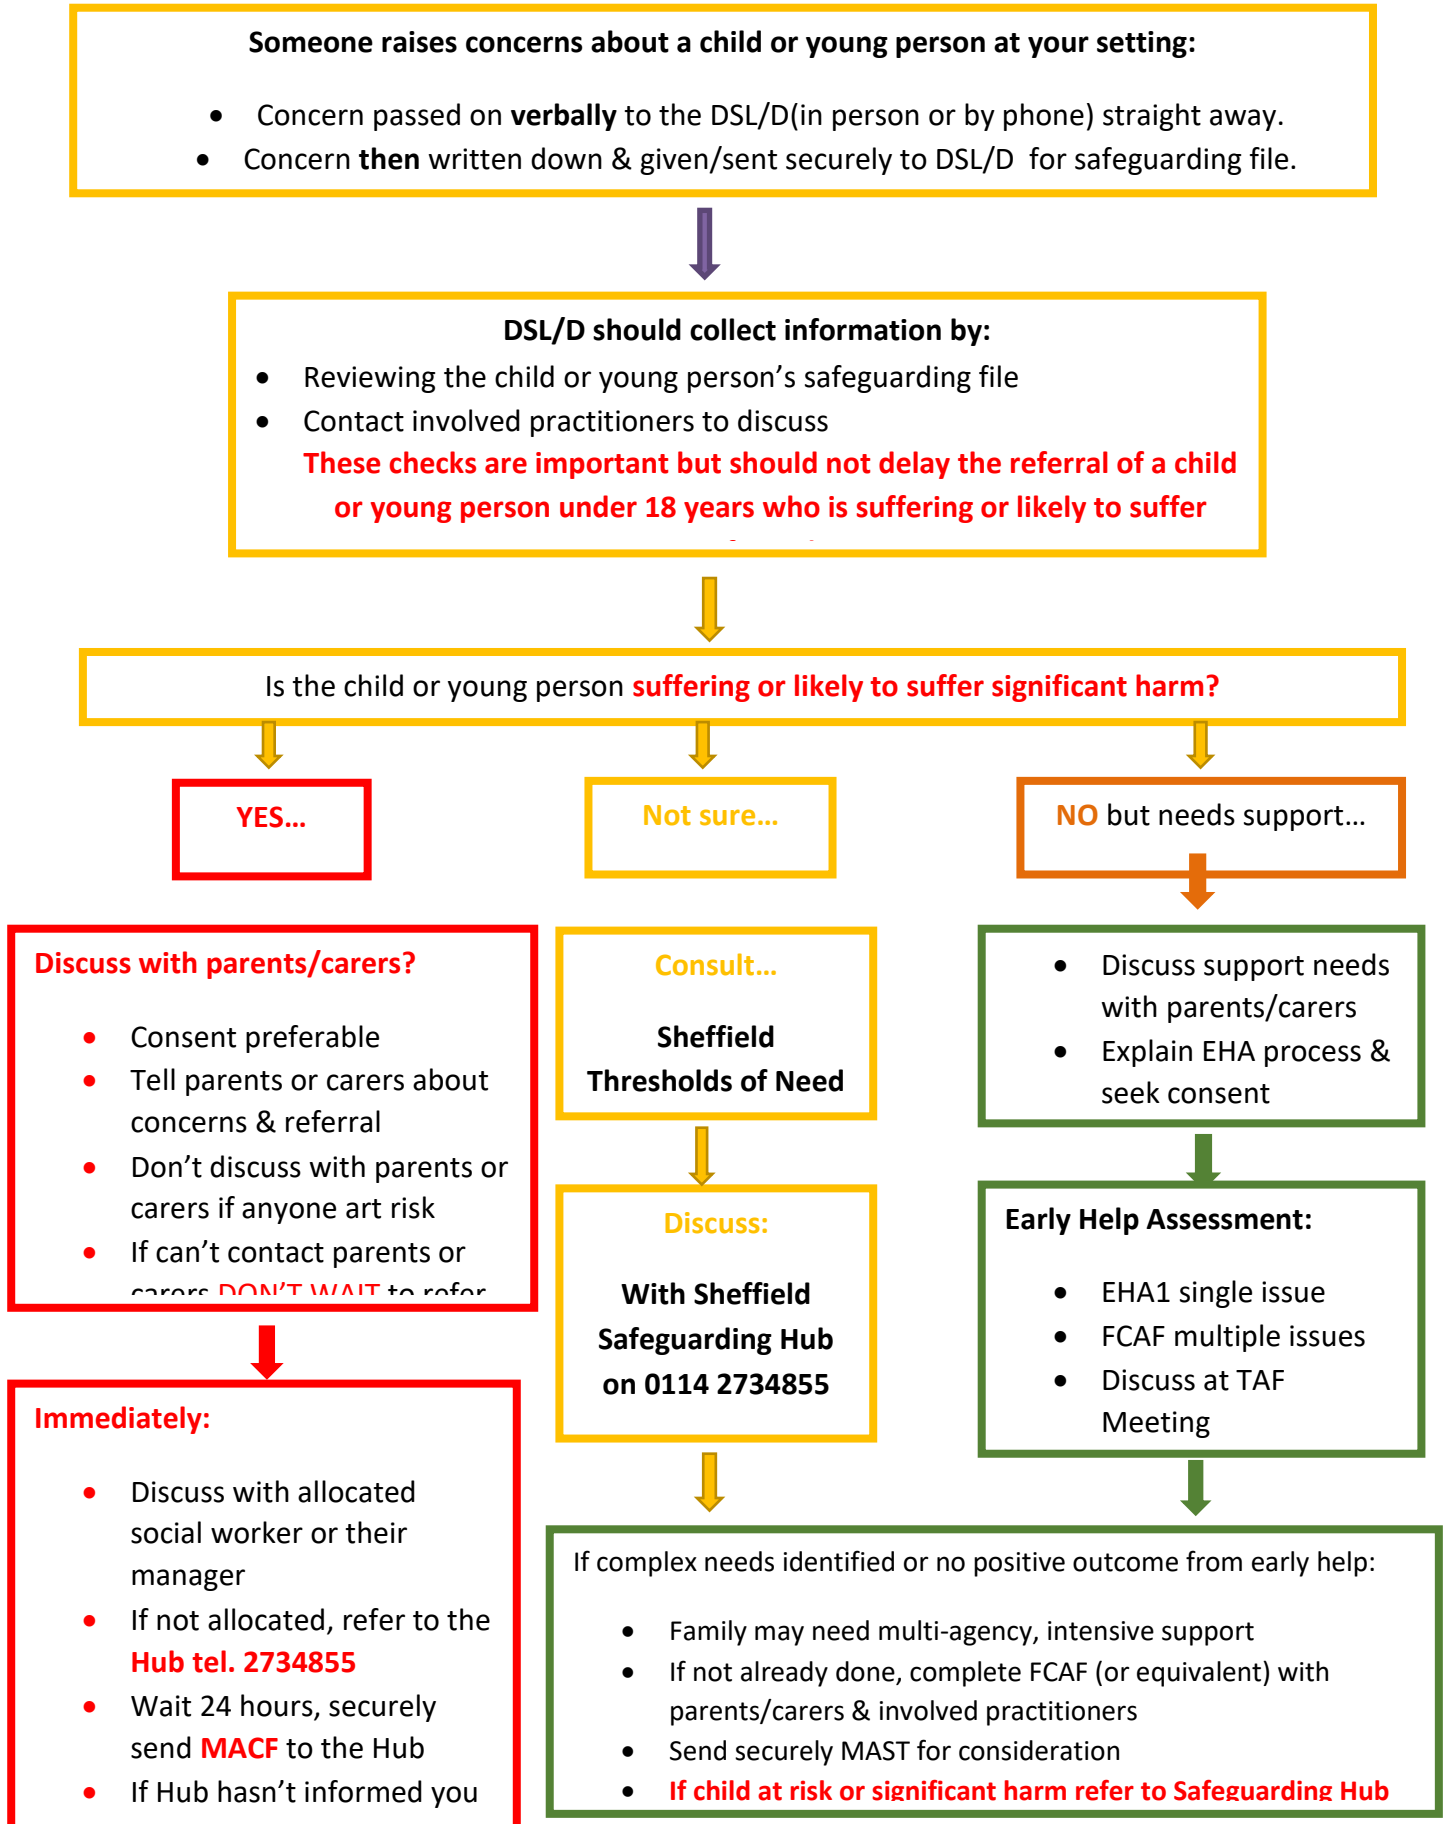 Someone raises concerns about a child or young person at your setting:
• Concern passed on verbally to the DSL/D(in person or by phone) straight away.
• Concern then written down & given/sent securely to DSL/D for safeguarding file.
DSL/D should collect information by:
• Reviewing the child or young person's safeguarding file
• Contact involved practitioners to discuss
These checks are important but should not delay the referral of a child
or young person under 18 years who is suffering or likely to suffer
Is the child or young person suffering or likely to suffer significant harm?
YES...
Not sure...
NO but needs support...
Discuss with parents/carers?
• Consent preferable
• Tell parents or carers about
concerns & referral
• Don't discuss with parents or
carers if anyone art risk
• If can't contact parents or
carers DON'T WAIT to refer
Immediately:
• Discuss with allocated
social worker or their
manager
• If not allocated, refer to the
Hub tel. 2734855
• Wait 24 hours, securely
send MACF to the Hub
• If Hub hasn't informed you
Consult...
Sheffield
Thresholds of Need
Discuss:
With Sheffield
Safeguarding Hub
on 0114 2734855
• Discuss support needs
with parents/carers
• Explain EHA process &
seek consent
Early Help Assessment:
• EHA1 single issue
• FCAF multiple issues
• Discuss at TAF
Meeting
If complex needs identified or no positive outcome from early help:
• Family may need multi-agency, intensive support
• If not already done, complete FCAF (or equivalent) with
parents/carers & involved practitioners
• Send securely MAST for consideration
• If child at risk or significant harm refer to Safeguarding Hub